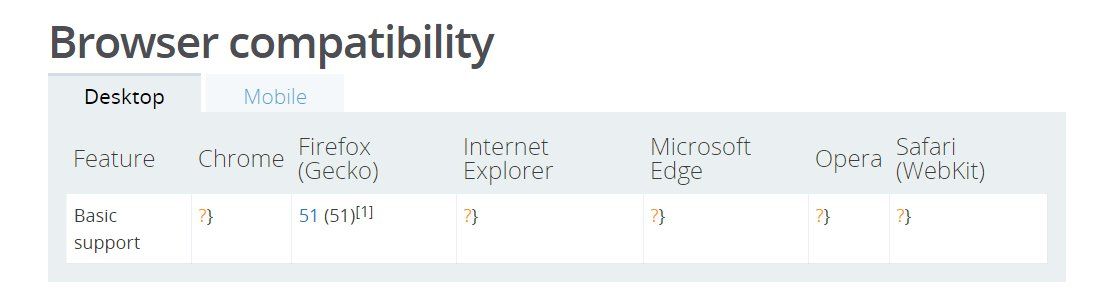 Browser compatibility
Desktop Mobile
Feature Chrome Firefox (Gecko) Internet Explorer Microsoft Edge Opera Safari (WebKit)
Basic support ?} 51 (51)[1] ?} ?} ?} ?}